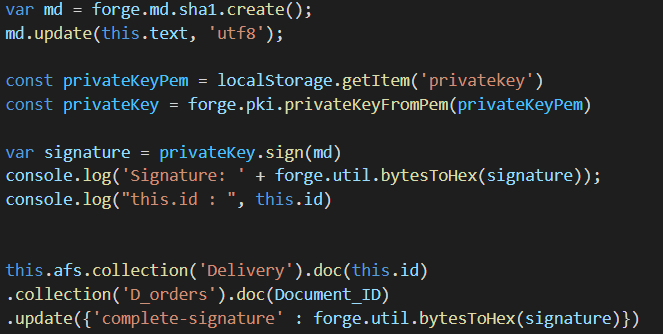 var md = forge.md.sha1.create();
md.update(this.text, 'utf8');
const privateKeyPem = localStorage.getItem('privatekey')
const privateKey = forge.pki.privateKeyFromPem(privateKeyPem)
var signature = privateKey.sign(md)
console.log('Signature: ' + forge.util.bytesToHex(signature));
console.log("this.id : ", this.id)
this.afs.collection('Delivery').doc(this.id)
.collection('D_orders').doc(Document_ID)
.update({'complete-signature' : forge.util.bytesToHex(signature)})